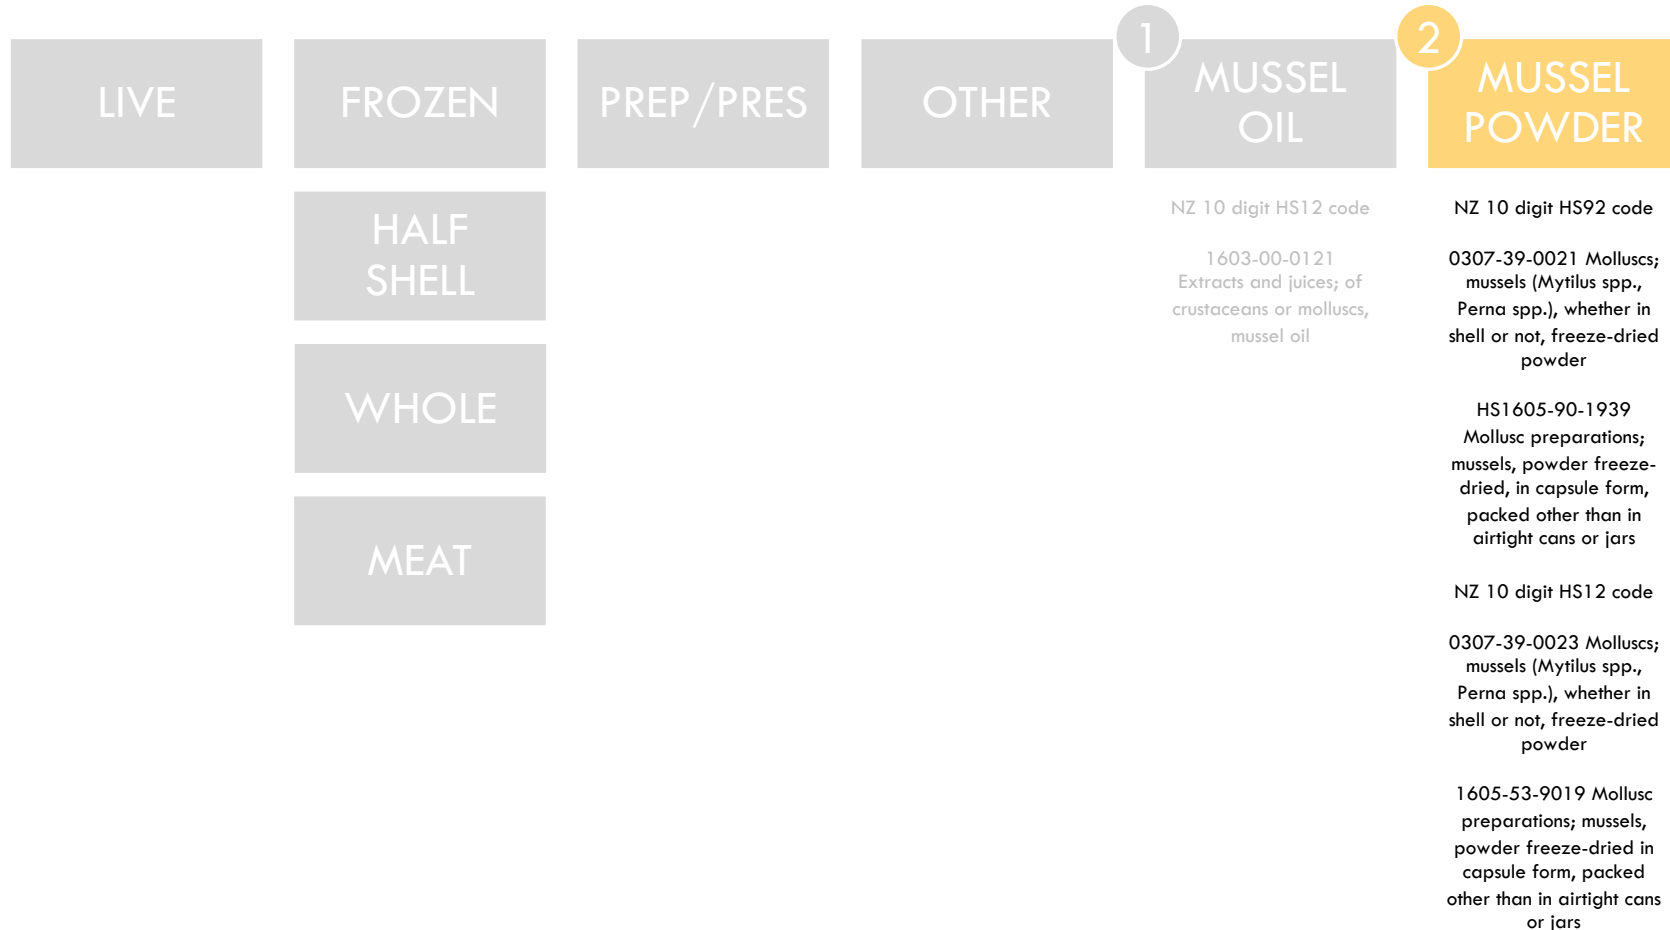 LIVE
FROZEN
PREP/PRES
OTHER
1
MUSSEL
OIL
2
MUSSEL
POWDER
HALF
SHELL
WHOLE
MEAT
NZ 10 digit HS12 code
1603-00-0121
Extracts and juices; of
crustaceans or molluscs,
mussel oil
NZ 10 digit HS92 code
0307-39-0021 Molluscs;
mussels (Mytilus spp.,
Perna spp.), whether in
shell or not, freeze-dried
powder
HS1605-90-1939
Mollusc preparations;
mussels, powder freeze-
dried, in capsule form,
packed other than in
airtight cans or jars
NZ 10 digit HS12 code
0307-39-0023 Molluscs;
mussels (Mytilus spp.,
Perna spp.), whether in
shell or not, freeze-dried
powder
1605-53-9019 Mollusc
preparations; mussels,
powder freeze-dried in
capsule form, packed
other than in airtight cans
or jars